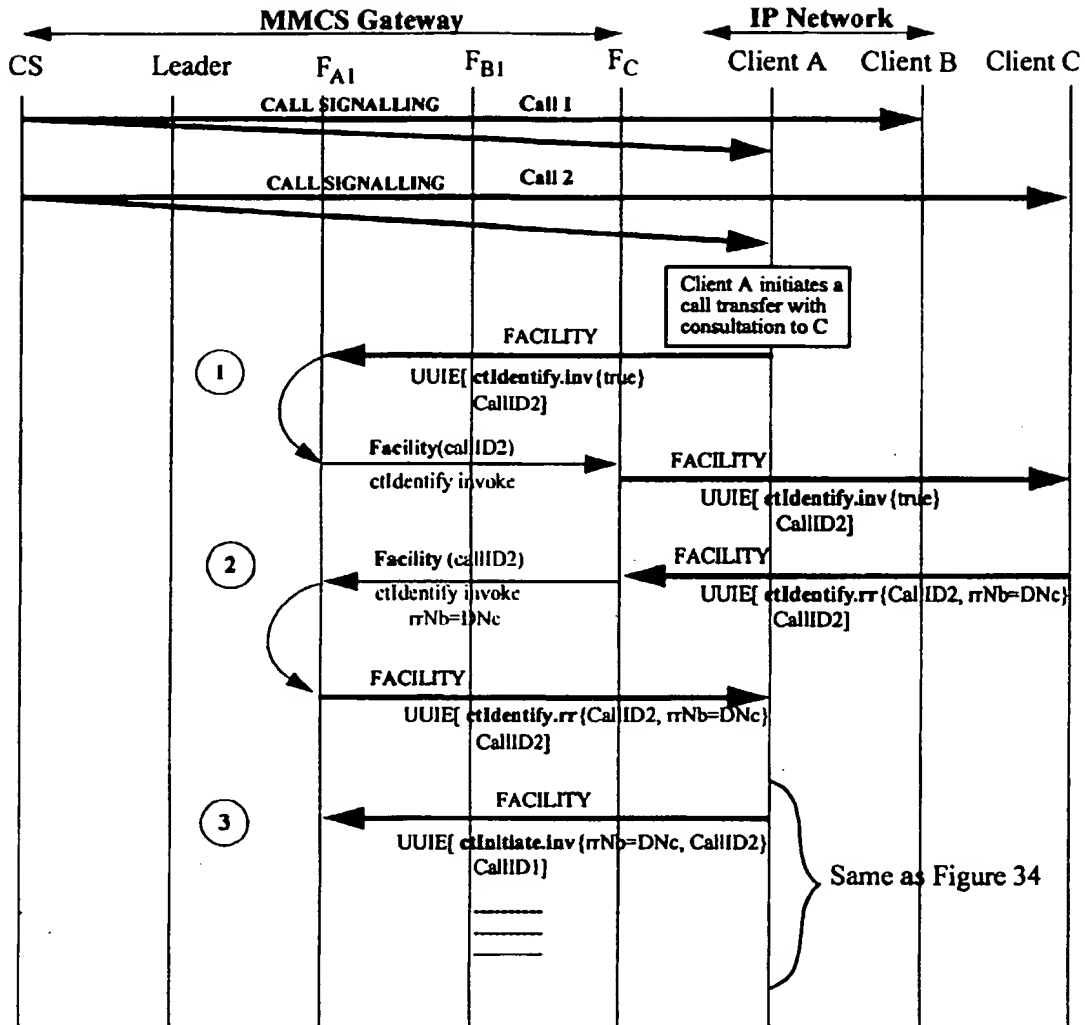 MMCS Gateway IP Network
CS Leader FA1 FB1 FC Client A Client B Client C
CALL SIGNALLING Call 1
CALL SIGNALLING Call 2
Client A initiates a
call transfer with
consultation to C
FACILITY
1
UUIE[ ctIdentify.inv{true}
CallID2]
Facility(callID2)
ctIdentify invoke
FACILITY
UUIE[ ctIdentify.inv{true}
CallID2]
2
Facility (callID2)
ctIdentify invoke
rrNb=DNc
FACILITY
UUIE[ ctIdentify.rr{CallID2, rrNb=DNc}
CallID2]
FACILITY
UUIE[ ctIdentify.rr{CallID2, rrNb=DNc}
CallID2]
3
FACILITY
UUIE[ ctInitiate.inv{rrNb=DNc, CallID2}
CallID1]
Same as Figure 34